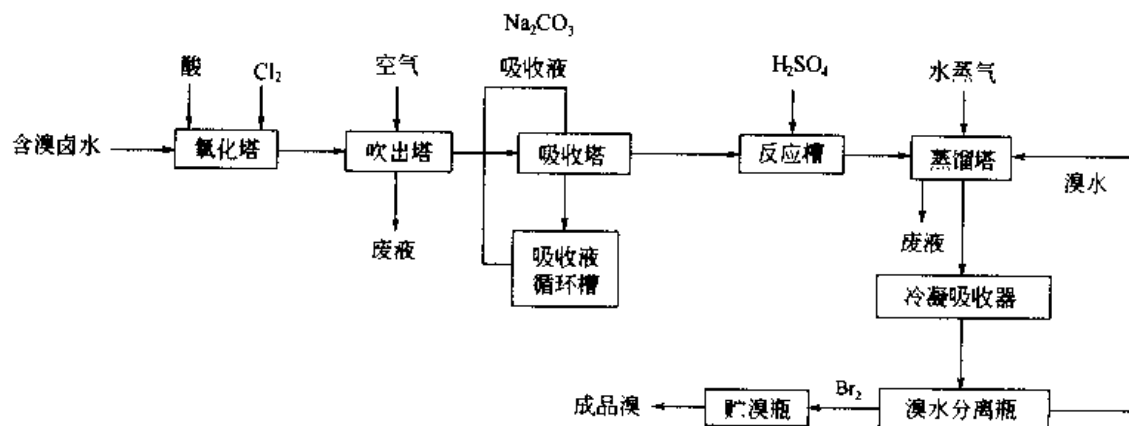 Na₂CO₃
酸
Cl₂
空气
吸收液
H₂SO₄
水蒸气
含溴卤水
氧化塔
吹出塔
吸收塔
反应槽
蒸馏塔
溴水
废液
吸收液
循环槽
废液
冷凝吸收器
成品溴
贮溴瓶
Br₂
溴水分离瓶